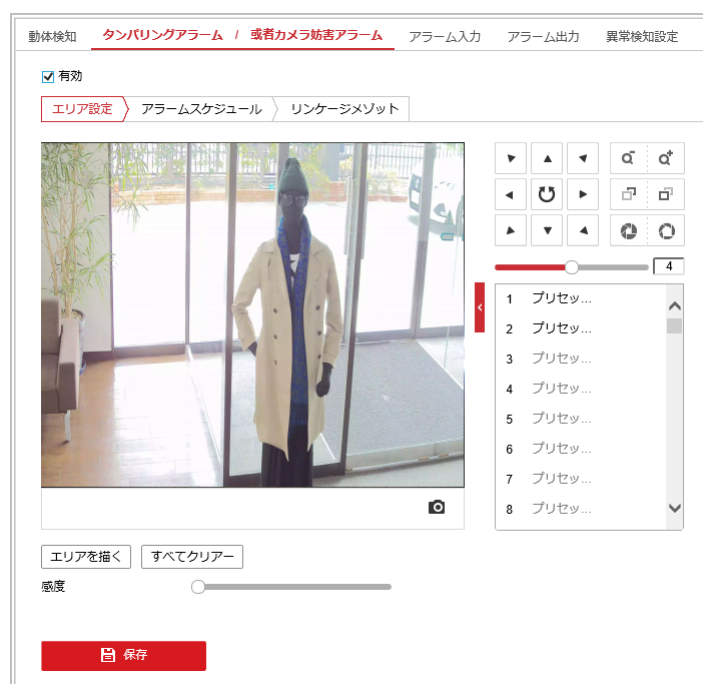 動体検知 タンパリングアラーム / 或者カメラ妨害アラーム アラーム入力 アラーム出力 異常検知設定
有効
エリア設定 アラームスケジュール リンケージメゾット
4
1 プリセッ...
2 プリセッ...
3 プリセッ...
4 プリセッ...
5 プリセッ...
6 プリセッ...
7 プリセッ...
8 プリセッ...
エリアを描く すべてクリアー
感度
保存